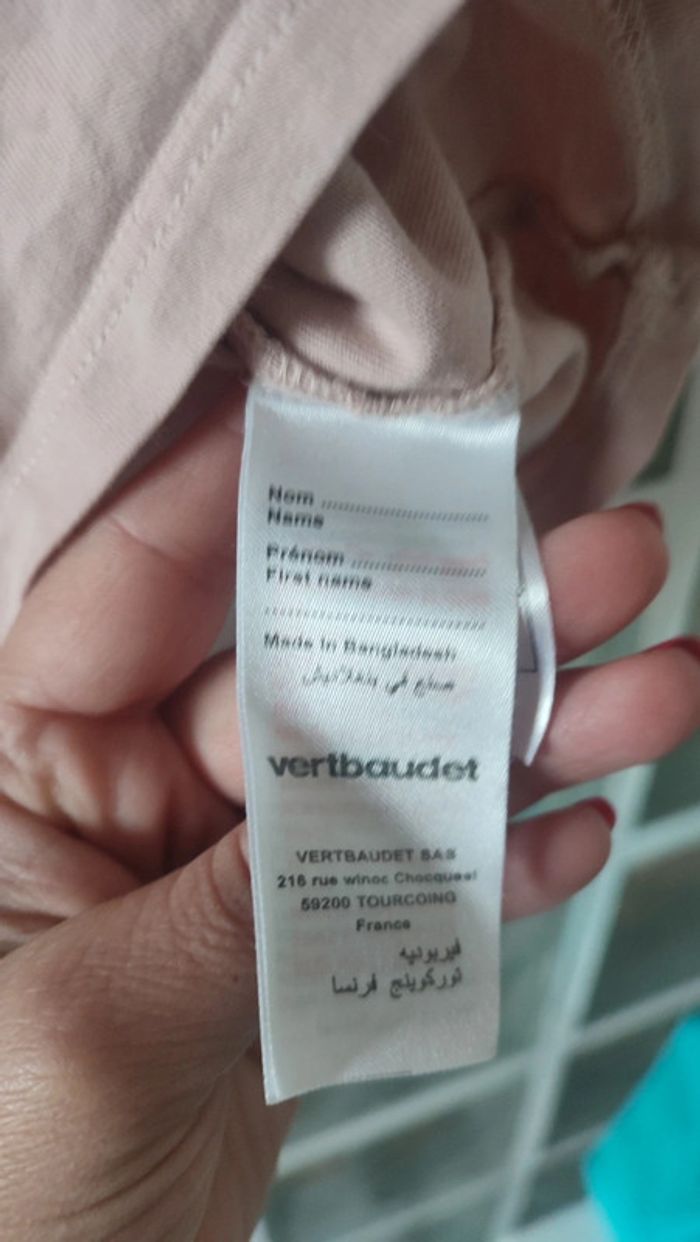 Nom ........................
Name
Prénom ....................
First name
................................
Made in Bangladesh
صنع في بنغلاديش
vertbaudet
VERTBAUDET SAS
216 rue winoc Chocqueel
59200 TOURCOING
France
فيربوديه
توركوينج فرنسا